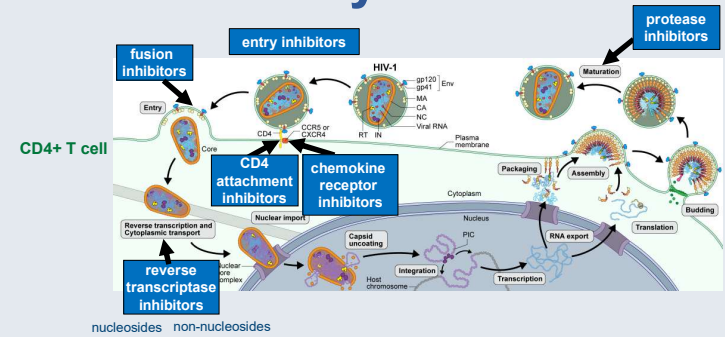 protease
inhibitors
entry inhibitors
fusion
inhibitors
HIV-1
gp120
gp41
Env
MA
CA
NC
Viral RNA
RT IN
Maturation
Entry
CD4
CCR5 or
CXCR4
Core
Plasma
membrane
CD4+ T cell
CD4
attachment
inhibitors
chemokine
receptor
inhibitors
Packaging
Assembly
Budding
Translation
Cytoplasm
Nucleus
Nuclear import
Reverse transcription and
Cytoplasmic transport
Capsid
uncoating
PIC
RNA export
Integration
Transcription
Host
chromosome
reverse
transcriptase
inhibitors
nucleosides non-nucleosides